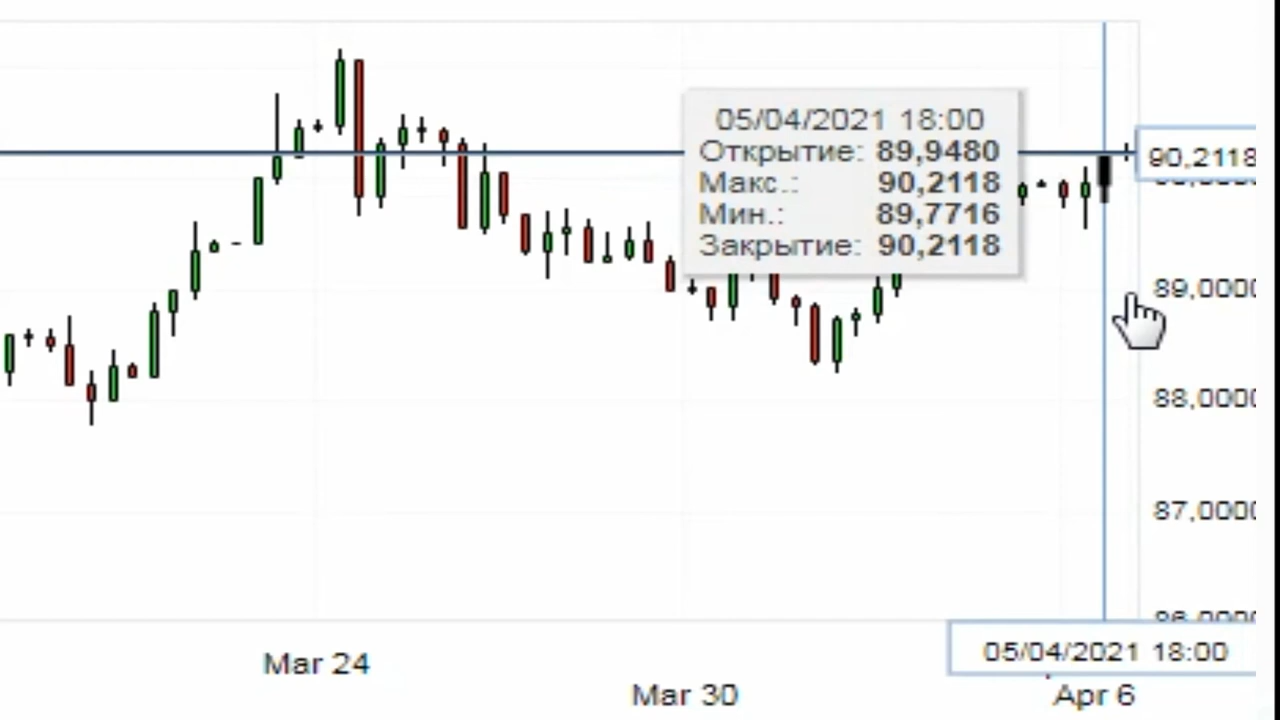 05/04/2021 18:00
Открытие: 89,9480
Макс.: 90,2118
Мин.: 89,7716
Закрытие: 90,2118
90,2118
89,0000
88,0000
87,0000
05/04/2021 18:00
Mar 24
Mar 30
Apr 6